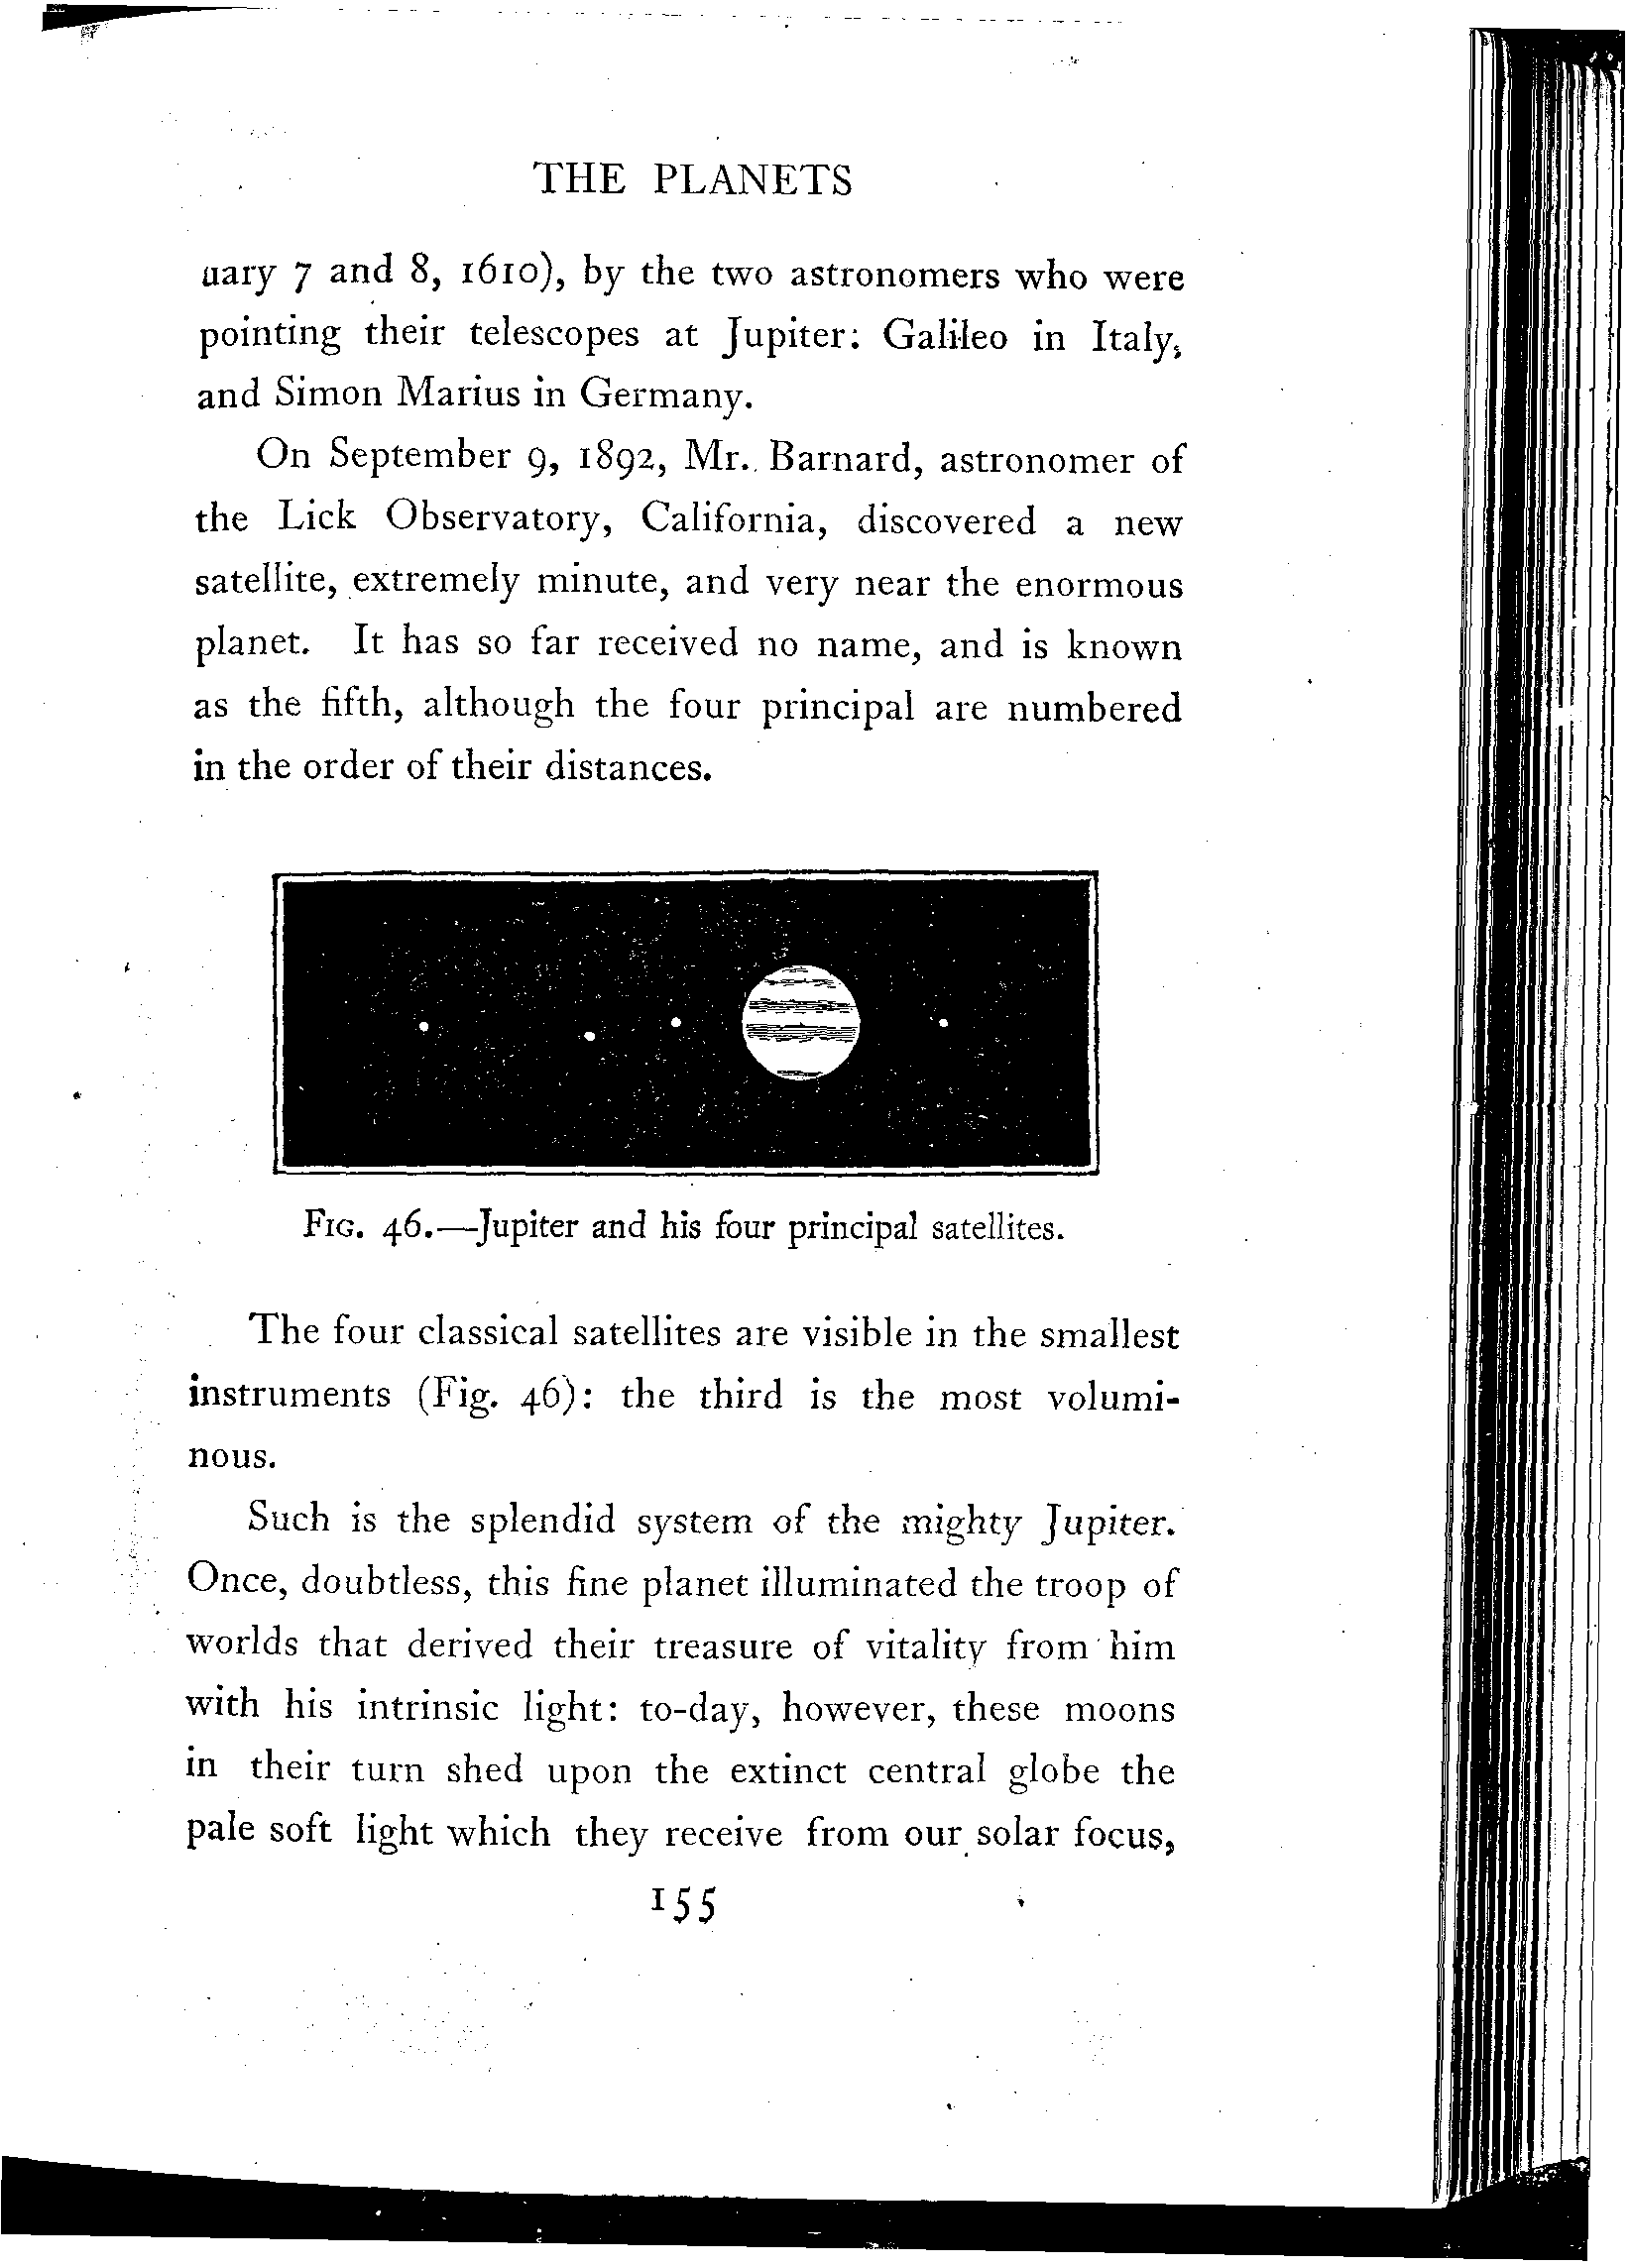 THE PLANETS
uary 7 and 8, 1610), by the two astronomers who were
pointing their telescopes at Jupiter: Galileo in Italy,
and Simon Marius in Germany.
On September 9, 1892, Mr. Barnard, astronomer of
the Lick Observatory, California, discovered a new
satellite, extremely minute, and very near the enormous
planet. It has so far received no name, and is known
as the fifth, although the four principal are numbered
in the order of their distances.
Fig. 46.—Jupiter and his four principal satellites.
The four classical satellites are visible in the smallest
instruments (Fig. 46): the third is the most volumi-
nous.
Such is the splendid system of the mighty Jupiter.
Once, doubtless, this fine planet illuminated the troop of
worlds that derived their treasure of vitality from him
with his intrinsic light: to-day, however, these moons
in their turn shed upon the extinct central globe the
pale soft light which they receive from our solar focus,
155